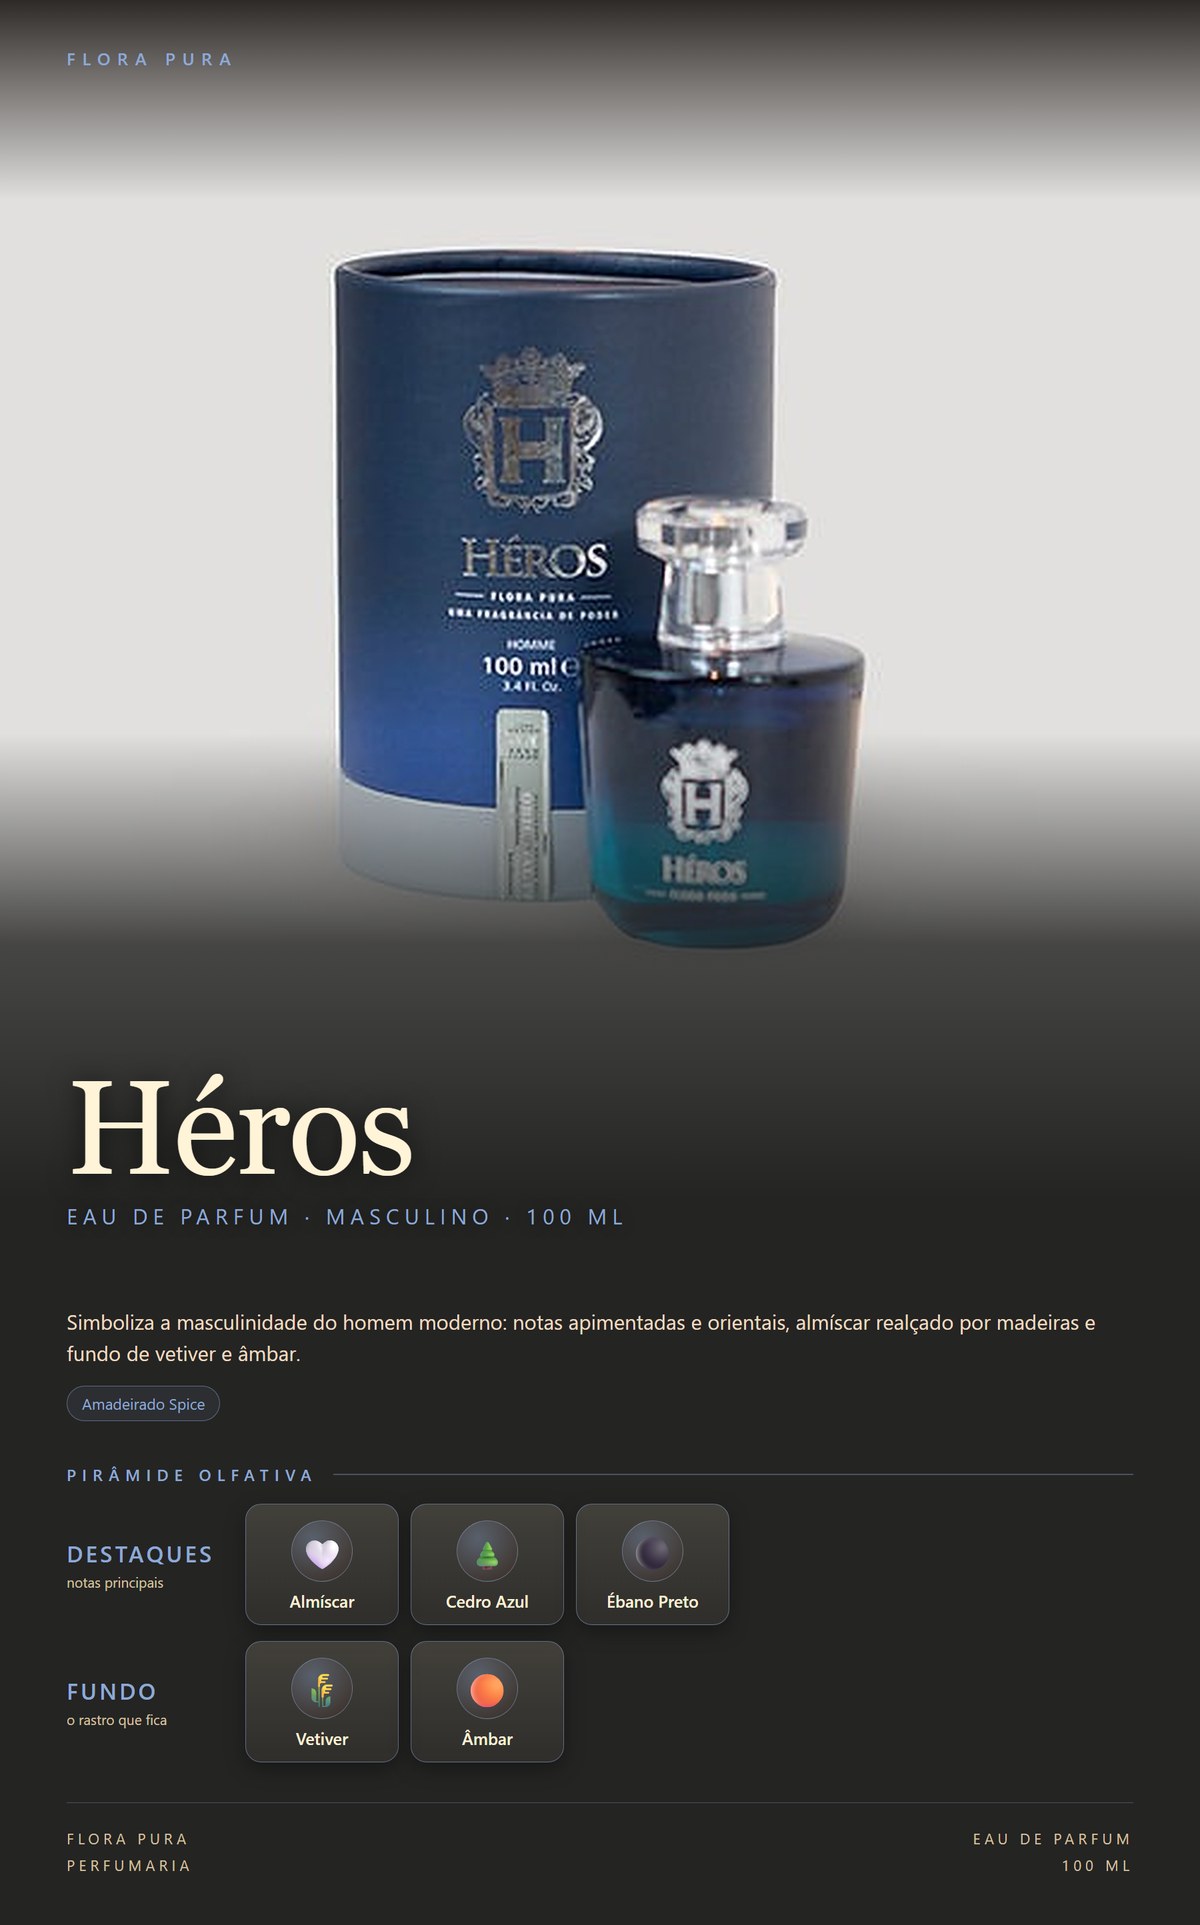 FLORA PURA
H
HÉROS
FLORA PURA
UMA FRAGRÂNCIA DE PODER
HOMME
100 ml e
3.4 Fl. Oz.
H
HÉROS
Héros
EAU DE PARFUM · MASCULINO · 100 ML
Simboliza a masculinidade do homem moderno: notas apimentadas e orientais, almíscar realçado por madeiras e
fundo de vetiver e âmbar.
Amadeirado Spice
PIRÂMIDE OLFATIVA
DESTAQUES
notas principais
Almíscar
Cedro Azul
Ébano Preto
FUNDO
o rastro que fica
Vetiver
Âmbar
FLORA PURA
PERFUMARIA
EAU DE PARFUM
100 ML